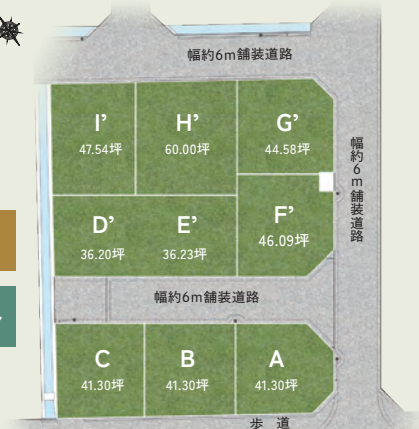 幅約6m舗装道路
I’
47.54坪
H’
60.00坪
G’
44.58坪
幅約6m舗装道路
D’
36.20坪
E’
36.23坪
F’
46.09坪
幅約6m舗装道路
C
41.30坪
B
41.30坪
A
41.30坪
歩 道